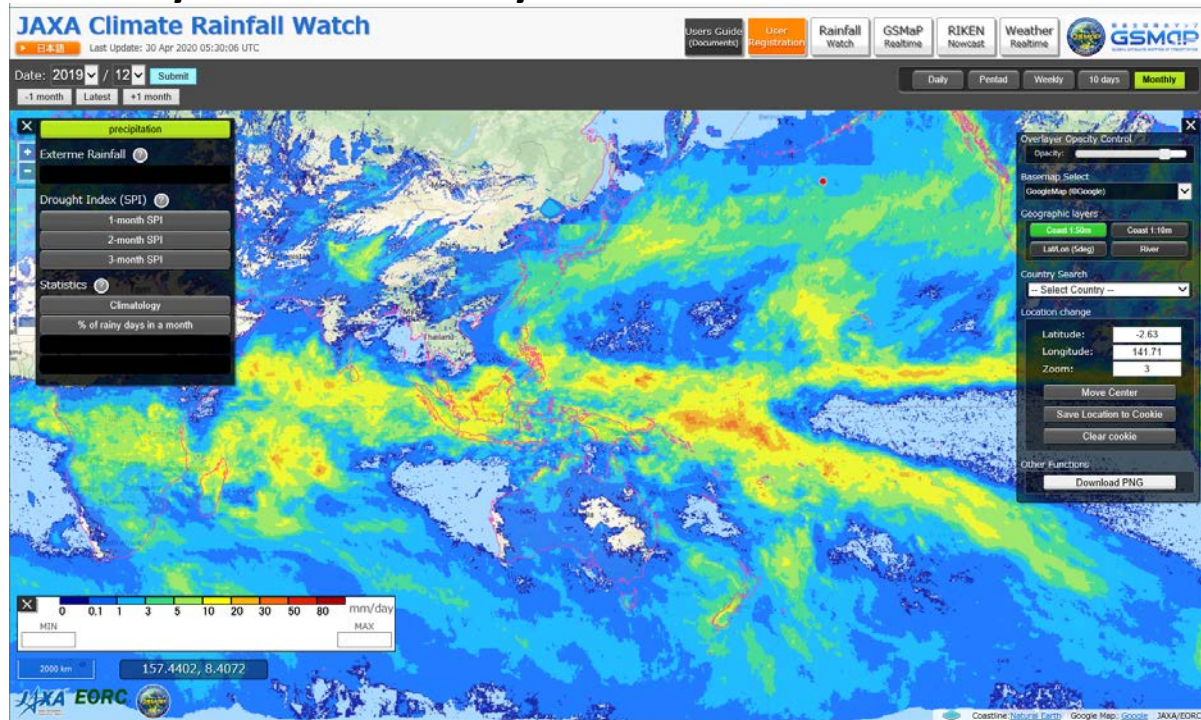 JAXA Climate Rainfall Watch
日本語
Last Update: 30 Apr 2020 05:30:06 UTC
Users Guide
(Documents)
User
Registration
Rainfall
Watch
GSMaP
Realtime
RIKEN
Nowcast
Weather
Realtime
GSMaP
Date: 2019 / 12 Submit
-1 month Latest +1 month
Daily Pentad Weekly 10 days Monthly
precipitation
Exterme Rainfall ?
Drought Index (SPI) ?
1-month SPI
2-month SPI
3-month SPI
Statistics ?
Climatology
% of rainy days in a month
Overlayer Opacity Control
Opacity:
Basemap Select
GoogleMap (©Google)
Geographic layers
Coast 1:50m Coast 1:10m
Lat/Lon (5deg) River
Country Search
-- Select Country --
Location change
Latitude: -2.63
Longitude: 141.71
Zoom: 3
Move Center
Save Location to Cookie
Clear cookie
Other Functions
Download PNG
Thailand
0 0.1 1 3 5 10 20 30 50 80 mm/day
MIN MAX
2000 km
157.4402, 8.4072
JAXA EORC
Coastline:Natural Earth Google Map: Google JAXA/EORC